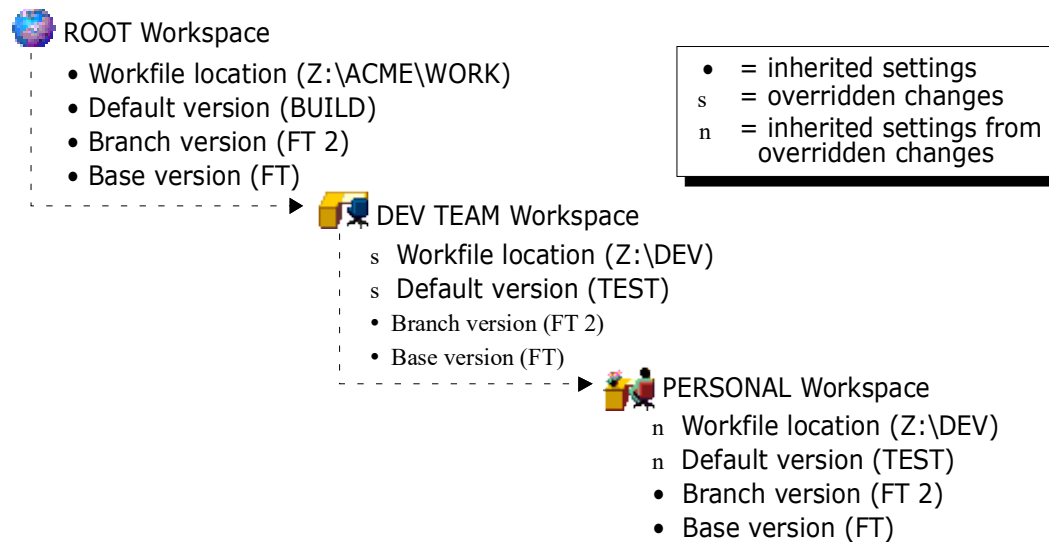 ROOT Workspace
• Workfile location (Z:\ACME\WORK)
• Default version (BUILD)
• Branch version (FT 2)
• Base version (FT)
• = inherited settings
s = overridden changes
n = inherited settings from
overridden changes
DEV TEAM Workspace
s Workfile location (Z:\DEV)
s Default version (TEST)
• Branch version (FT 2)
• Base version (FT)
PERSONAL Workspace
n Workfile location (Z:\DEV)
n Default version (TEST)
• Branch version (FT 2)
• Base version (FT)